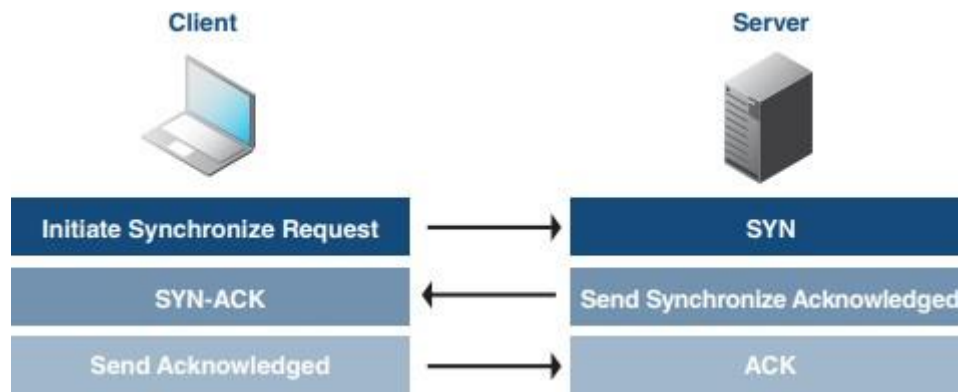 Client
Server
Initiate Synchronize Request
SYN
SYN-ACK
Send Synchronize Acknowledged
Send Acknowledged
ACK